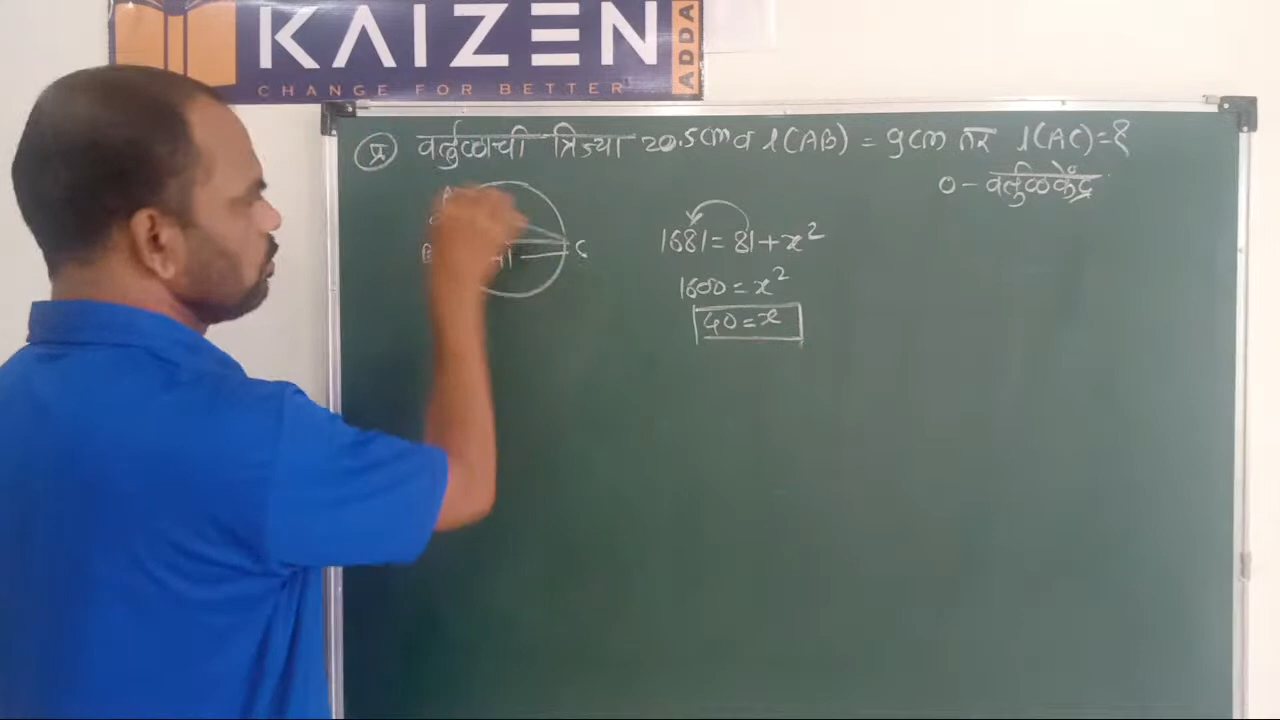 KAIZEN
ADDA
CHANGE FOR BETTER
प्र वर्तुळाची त्रिज्या 20.5cm व l(AB) = 9cm तर l(AC)=?
O - वर्तुळकेंद्र
A
B
C
1681 = 81 + x²
1600 = x²
40 = x